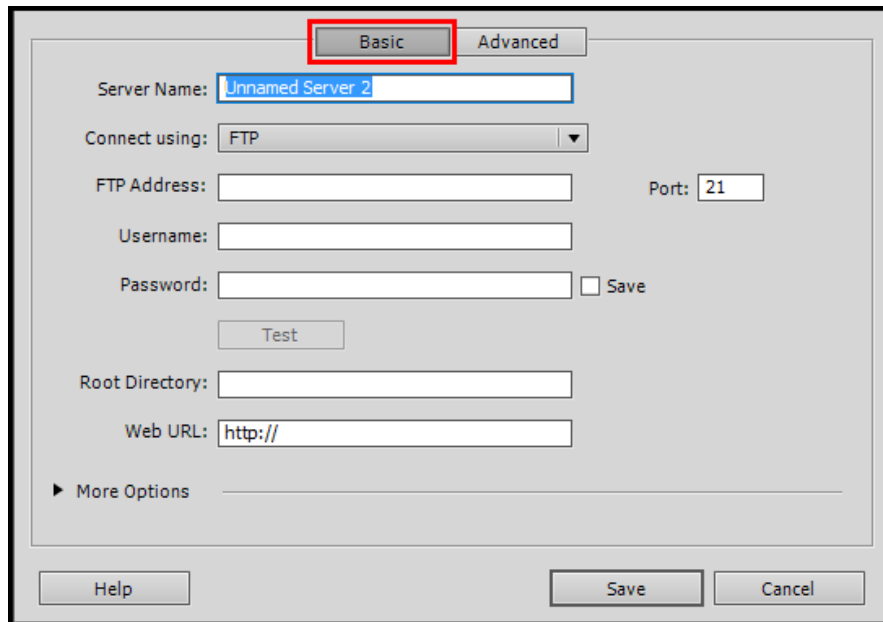 Basic Advanced
Server Name: Unnamed Server 2
Connect using: FTP
FTP Address: Port: 21
Username:
Password: Save
Test
Root Directory:
Web URL: http://
More Options
Help Save Cancel